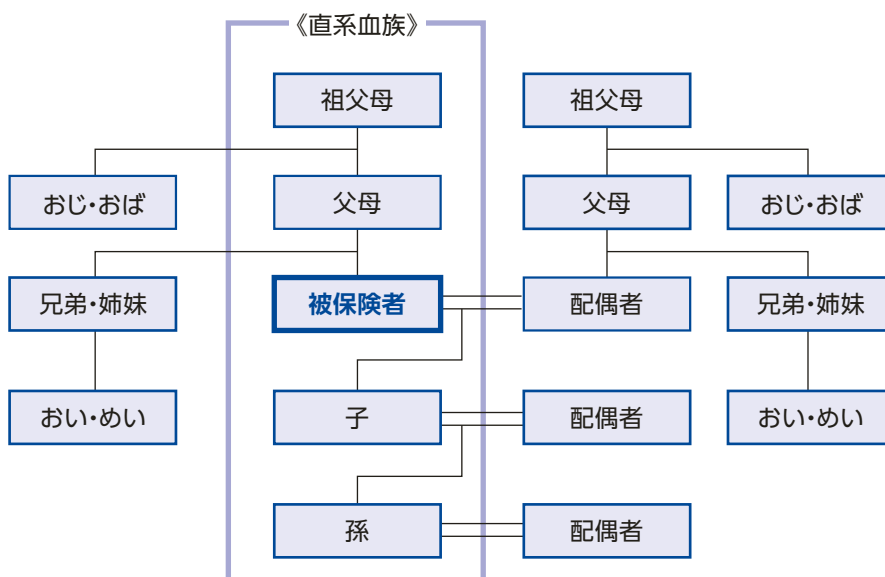 《直系血族》
祖父母
祖父母
おじ・おば
父母
父母
おじ・おば
兄弟・姉妹
被保険者
配偶者
兄弟・姉妹
おい・めい
子
配偶者
おい・めい
孫
配偶者